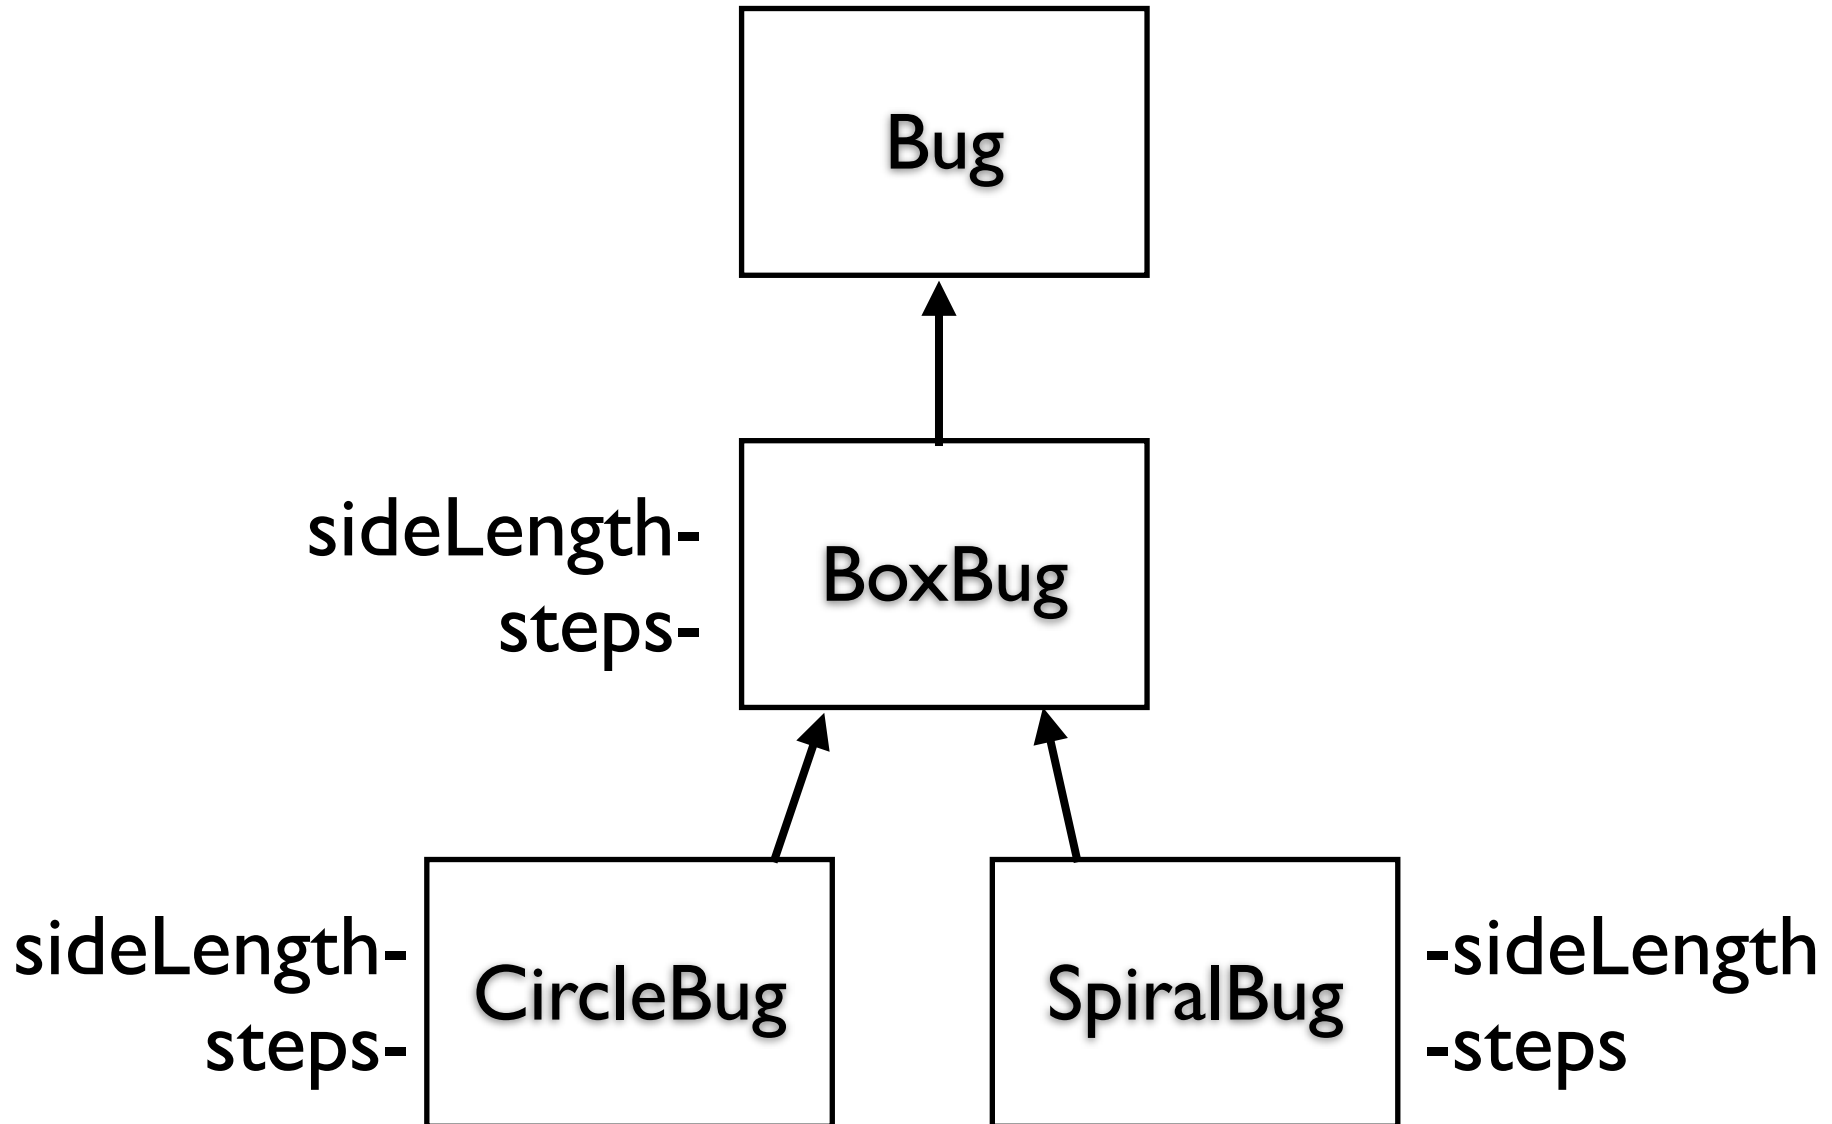 Bug
sideLength-
BoxBug
steps-
sideLength-
steps-
CircleBug
SpiralBug
-sideLength
-steps